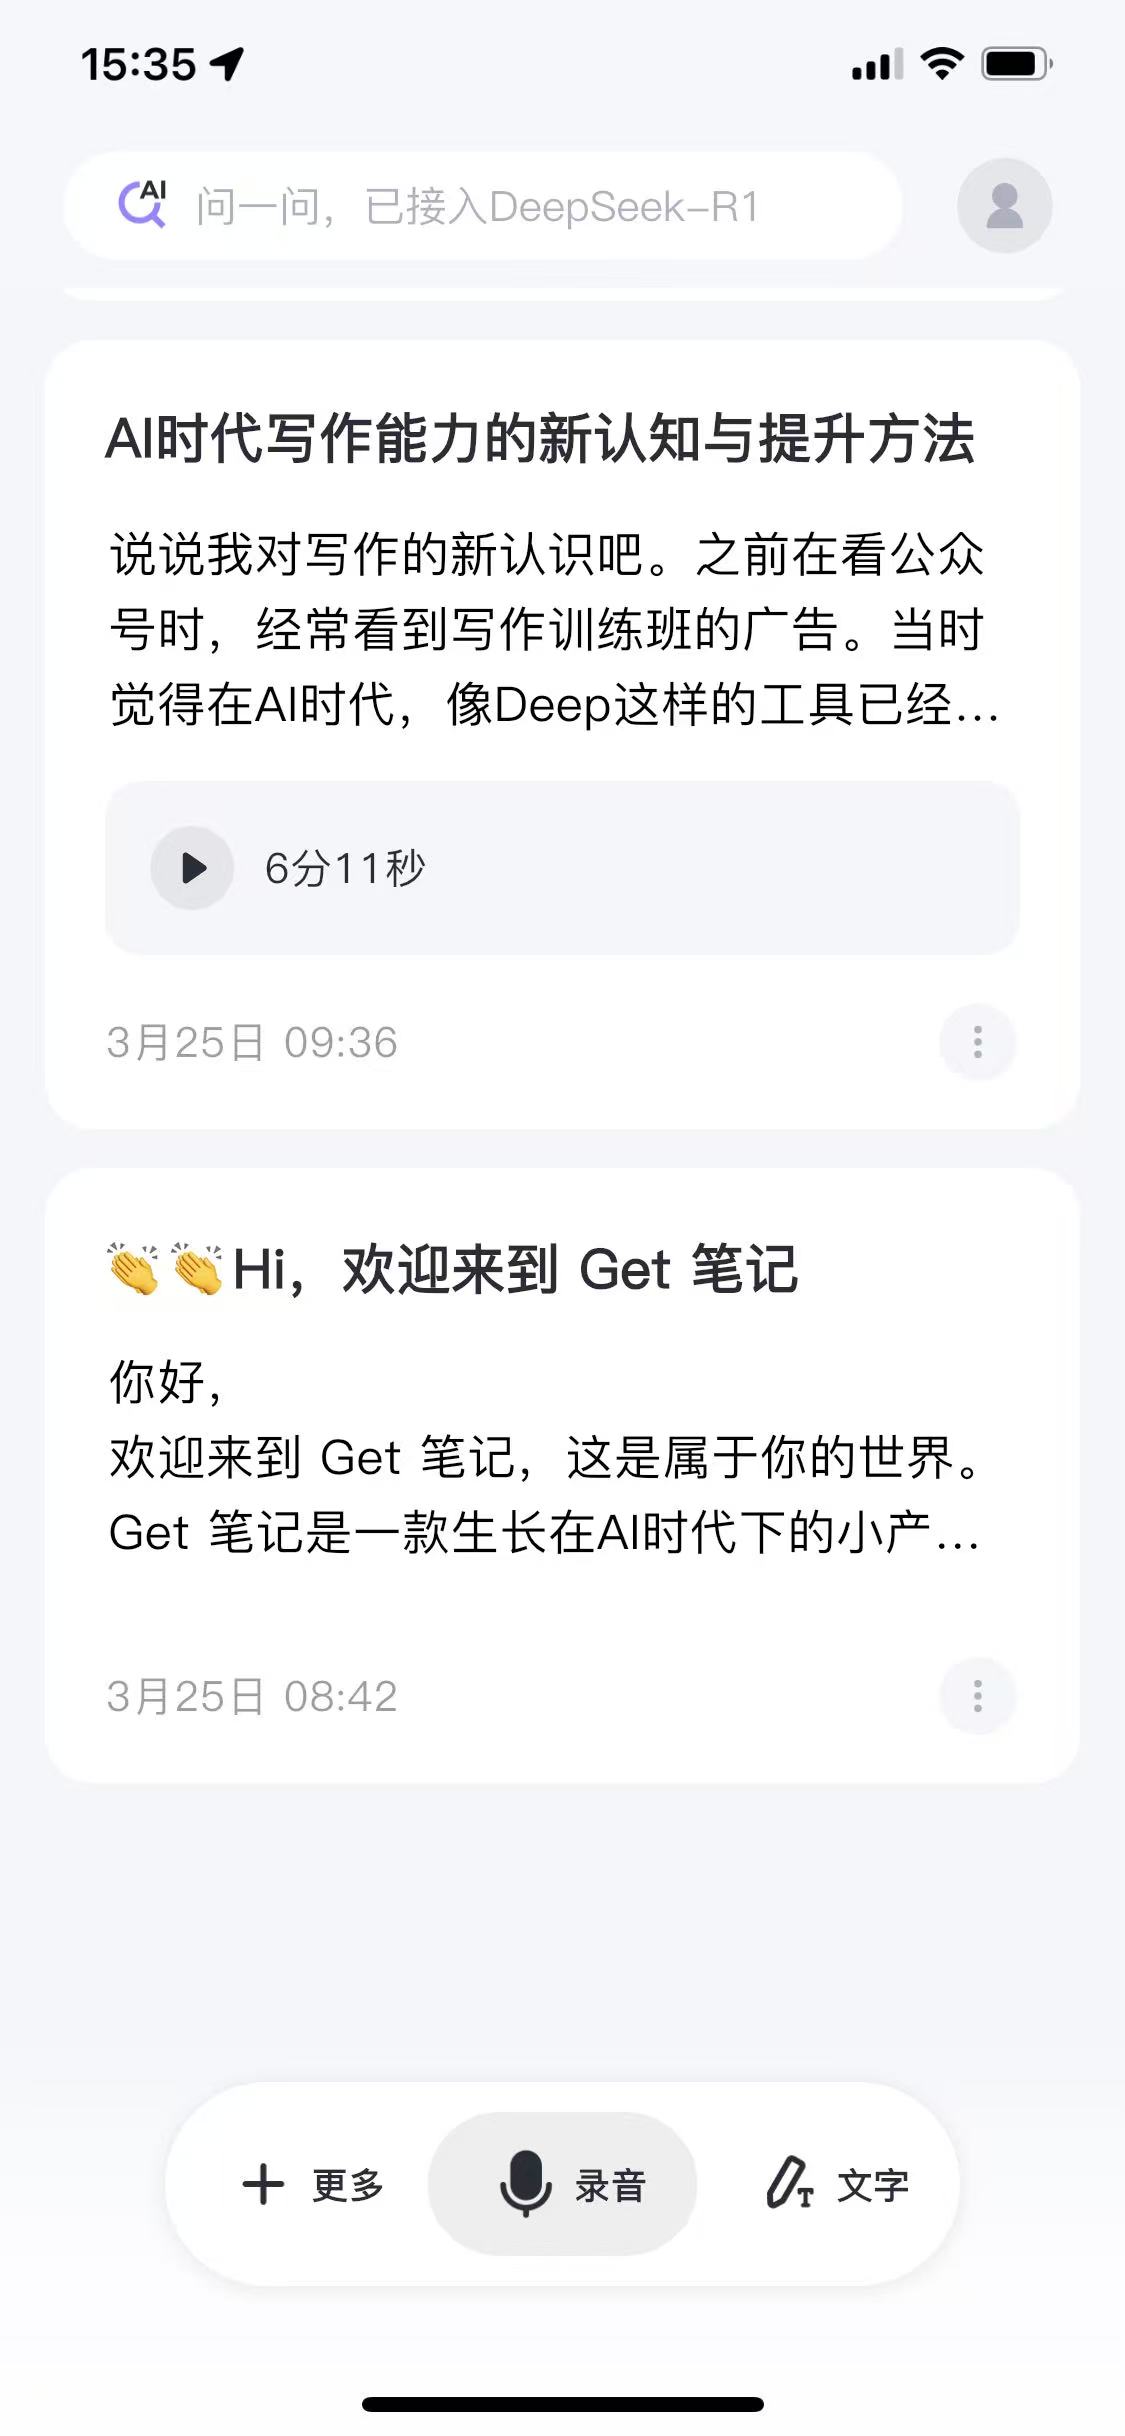 15:35
AI 问一问，已接入DeepSeek-R1
AI时代写作能力的新认知与提升方法
说说我对写作的新认识吧。之前在看公众
号时，经常看到写作训练班的广告。当时
觉得在AI时代，像Deep这样的工具已经...
6分11秒
3月25日 09:36
👏👏Hi，欢迎来到 Get 笔记
你好，
欢迎来到 Get 笔记，这是属于你的世界。
Get 笔记是一款生长在AI时代下的小产...
3月25日 08:42
更多 录音 T 文字